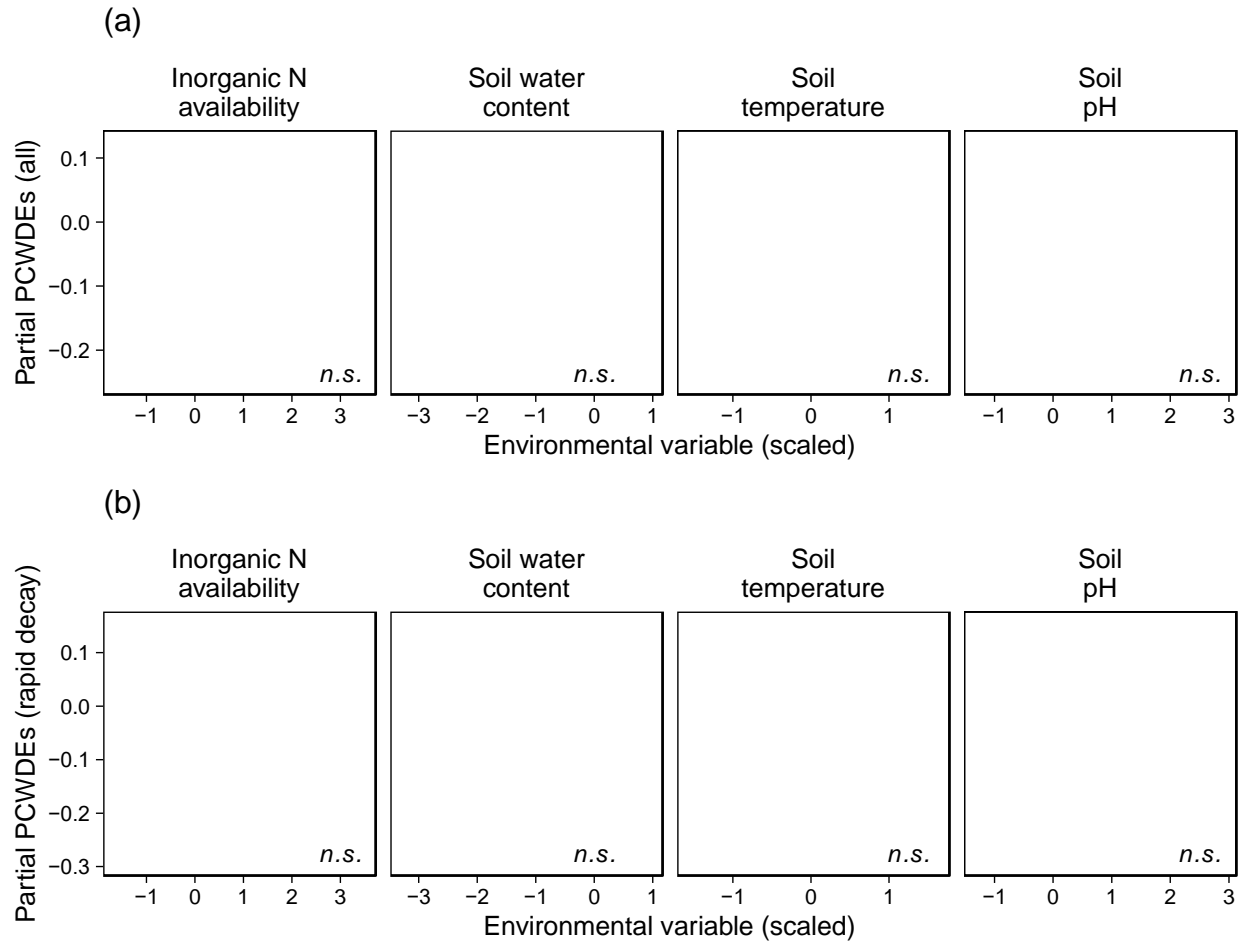 (a)
Inorganic N
availability
Soil water
content
Soil
temperature
Soil
pH
Partial PCWDEs (all)
0.1
0.0
−0.1
−0.2
n.s.
n.s.
n.s.
n.s.
−1 0 1 2 3
−3 −2 −1 0 1
−1 0 1
−1 0 1 2 3
Environmental variable (scaled)
(b)
Inorganic N
availability
Soil water
content
Soil
temperature
Soil
pH
Partial PCWDEs (rapid decay)
0.1
0.0
−0.1
−0.2
−0.3
n.s.
n.s.
n.s.
n.s.
−1 0 1 2 3
−3 −2 −1 0 1
−1 0 1
−1 0 1 2 3
Environmental variable (scaled)